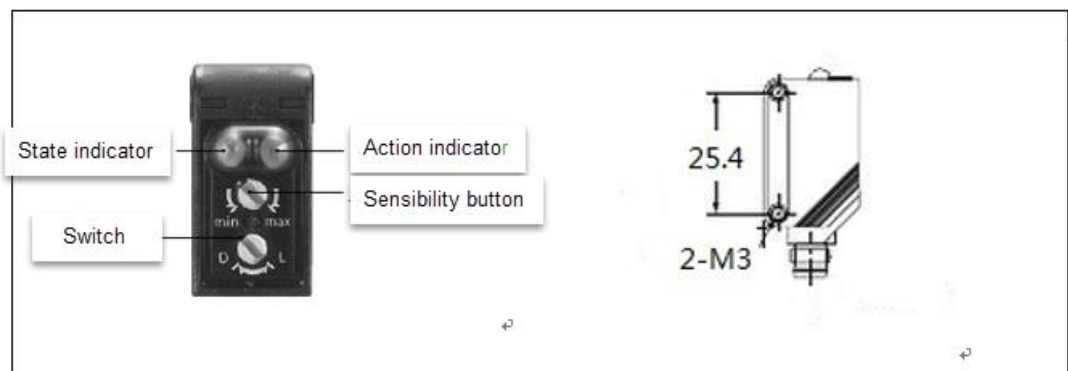 State indicator
Action indicator
Sensibility button
min max
Switch
D L
25.4
2-M3